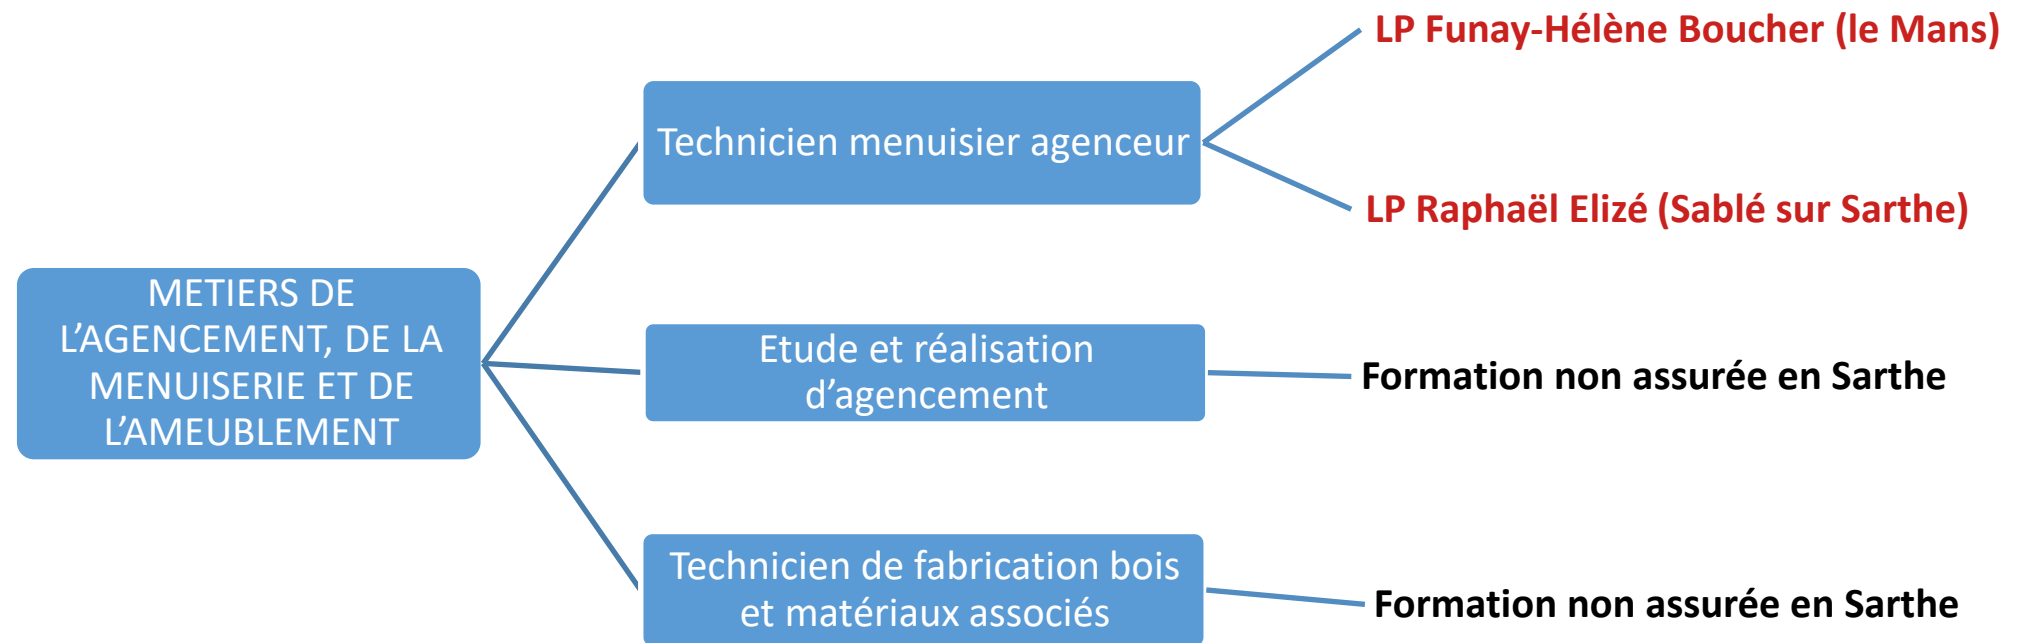 LP Funay-Hélène Boucher (le Mans)
Technicien menuisier agenceur
LP Raphaël Elizé (Sablé sur Sarthe)
METIERS DE
L’AGENCEMENT, DE LA
MENUISERIE ET DE
L’AMEUBLEMENT
Etude et réalisation
d’agencement
Formation non assurée en Sarthe
Technicien de fabrication bois
et matériaux associés
Formation non assurée en Sarthe